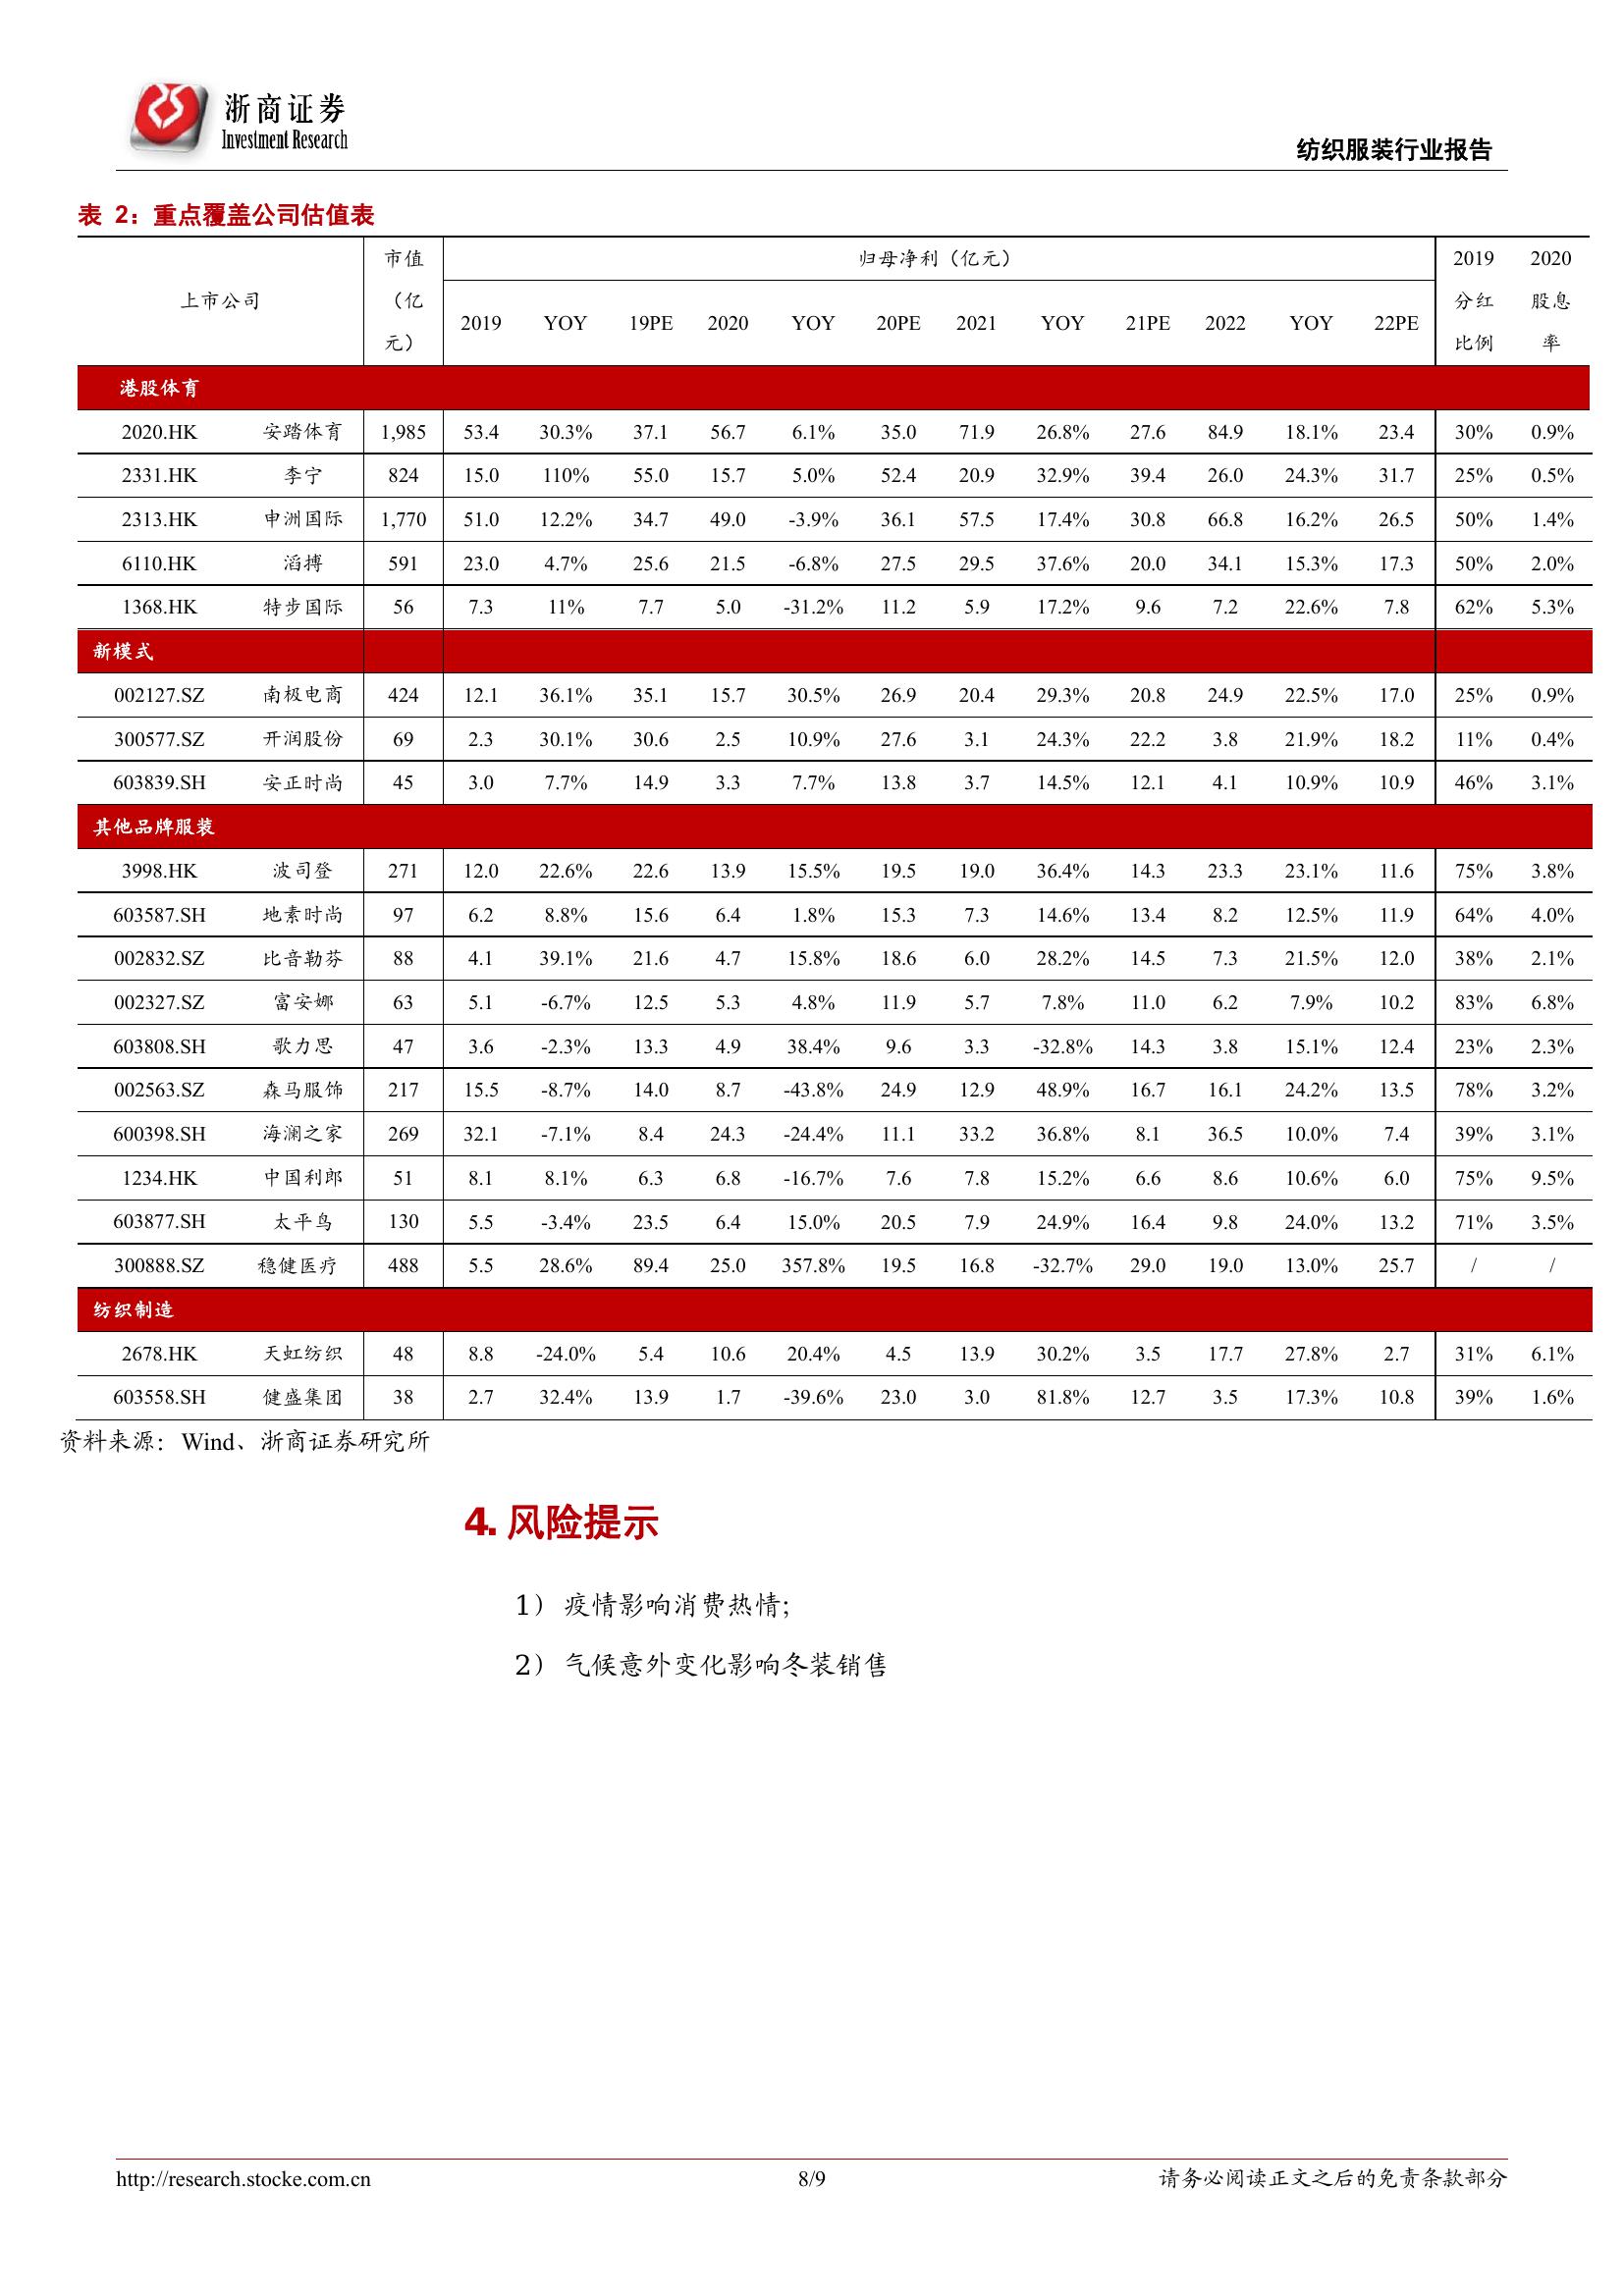 浙商证券
Investment Research
纺织服装行业报告
表 2：重点覆盖公司估值表
上市公司 市值（亿元） 归母净利（亿元） 2019分红比例 2020股息率
2019 YOY 19PE 2020 YOY 20PE 2021 YOY 21PE 2022 YOY 22PE
港股体育
2020.HK 安踏体育 1,985 53.4 30.3% 37.1 56.7 6.1% 35.0 71.9 26.8% 27.6 84.9 18.1% 23.4 30% 0.9%
2331.HK 李宁 824 15.0 110% 55.0 15.7 5.0% 52.4 20.9 32.9% 39.4 26.0 24.3% 31.7 25% 0.5%
2313.HK 申洲国际 1,770 51.0 12.2% 34.7 49.0 -3.9% 36.1 57.5 17.4% 30.8 66.8 16.2% 26.5 50% 1.4%
6110.HK 滔搏 591 23.0 4.7% 25.6 21.5 -6.8% 27.5 29.5 37.6% 20.0 34.1 15.3% 17.3 50% 2.0%
1368.HK 特步国际 56 7.3 11% 7.7 5.0 -31.2% 11.2 5.9 17.2% 9.6 7.2 22.6% 7.8 62% 5.3%
新模式
002127.SZ 南极电商 424 12.1 36.1% 35.1 15.7 30.5% 26.9 20.4 29.3% 20.8 24.9 22.5% 17.0 25% 0.9%
300577.SZ 开润股份 69 2.3 30.1% 30.6 2.5 10.9% 27.6 3.1 24.3% 22.2 3.8 21.9% 18.2 11% 0.4%
603839.SH 安正时尚 45 3.0 7.7% 14.9 3.3 7.7% 13.8 3.7 14.5% 12.1 4.1 10.9% 10.9 46% 3.1%
其他品牌服装
3998.HK 波司登 271 12.0 22.6% 22.6 13.9 15.5% 19.5 19.0 36.4% 14.3 23.3 23.1% 11.6 75% 3.8%
603587.SH 地素时尚 97 6.2 8.8% 15.6 6.4 1.8% 15.3 7.3 14.6% 13.4 8.2 12.5% 11.9 64% 4.0%
002832.SZ 比音勒芬 88 4.1 39.1% 21.6 4.7 15.8% 18.6 6.0 28.2% 14.5 7.3 21.5% 12.0 38% 2.1%
002327.SZ 富安娜 63 5.1 -6.7% 12.5 5.3 4.8% 11.9 5.7 7.8% 11.0 6.2 7.9% 10.2 83% 6.8%
603808.SH 歌力思 47 3.6 -2.3% 13.3 4.9 38.4% 9.6 3.3 -32.8% 14.3 3.8 15.1% 12.4 23% 2.3%
002563.SZ 森马服饰 217 15.5 -8.7% 14.0 8.7 -43.8% 24.9 12.9 48.9% 16.7 16.1 24.2% 13.5 78% 3.2%
600398.SH 海澜之家 269 32.1 -7.1% 8.4 24.3 -24.4% 11.1 33.2 36.8% 8.1 36.5 10.0% 7.4 39% 3.1%
1234.HK 中国利郎 51 8.1 8.1% 6.3 6.8 -16.7% 7.6 7.8 15.2% 6.6 8.6 10.6% 6.0 75% 9.5%
603877.SH 太平鸟 130 5.5 -3.4% 23.5 6.4 15.0% 20.5 7.9 24.9% 16.4 9.8 24.0% 13.2 71% 3.5%
300888.SZ 稳健医疗 488 5.5 28.6% 89.4 25.0 357.8% 19.5 16.8 -32.7% 29.0 19.0 13.0% 25.7 / /
纺织制造
2678.HK 天虹纺织 48 8.8 -24.0% 5.4 10.6 20.4% 4.5 13.9 30.2% 3.5 17.7 27.8% 2.7 31% 6.1%
603558.SH 健盛集团 38 2.7 32.4% 13.9 1.7 -39.6% 23.0 3.0 81.8% 12.7 3.5 17.3% 10.8 39% 1.6%
资料来源：Wind、浙商证券研究所
4. 风险提示
1） 疫情影响消费热情；
2） 气候意外变化影响冬装销售
http://research.stocke.com.cn 8/9 请务必阅读正文之后的免责条款部分